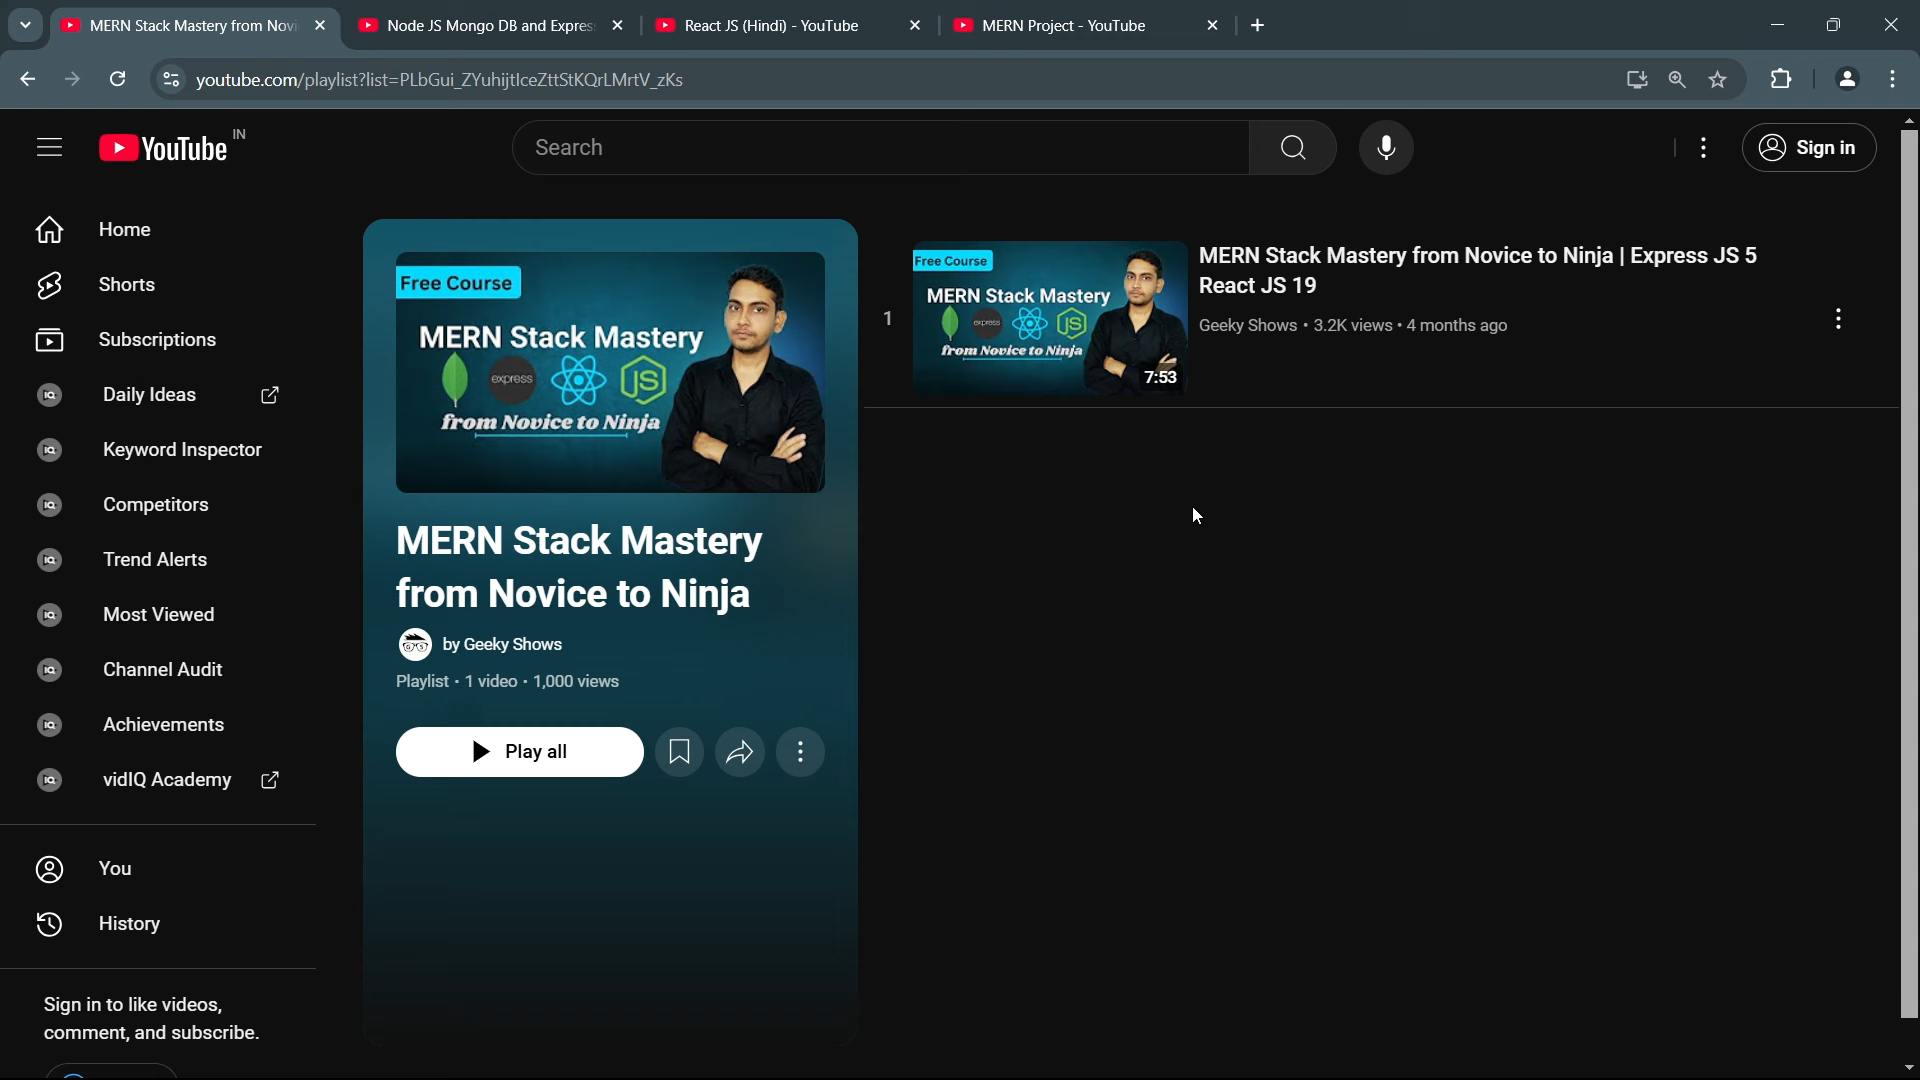 MERN Stack Mastery from Novi
Node JS Mongo DB and Expres
React JS (Hindi) - YouTube
MERN Project - YouTube
youtube.com/playlist?list=PLbGui_ZYuhijtlceZttStKQrLMrtV_zKs
YouTube IN
Search
Sign in
Home
Shorts
Subscriptions
Daily Ideas
Keyword Inspector
Competitors
Trend Alerts
Most Viewed
Channel Audit
Achievements
vidIQ Academy
You
History
Sign in to like videos,
comment, and subscribe.
Free Course
MERN Stack Mastery
express
JS
from Novice to Ninja
MERN Stack Mastery
from Novice to Ninja
by Geeky Shows
Playlist • 1 video • 1,000 views
Play all
1
Free Course
MERN Stack Mastery
express
JS
from Novice to Ninja
7:53
MERN Stack Mastery from Novice to Ninja | Express JS 5
React JS 19
Geeky Shows • 3.2K views • 4 months ago